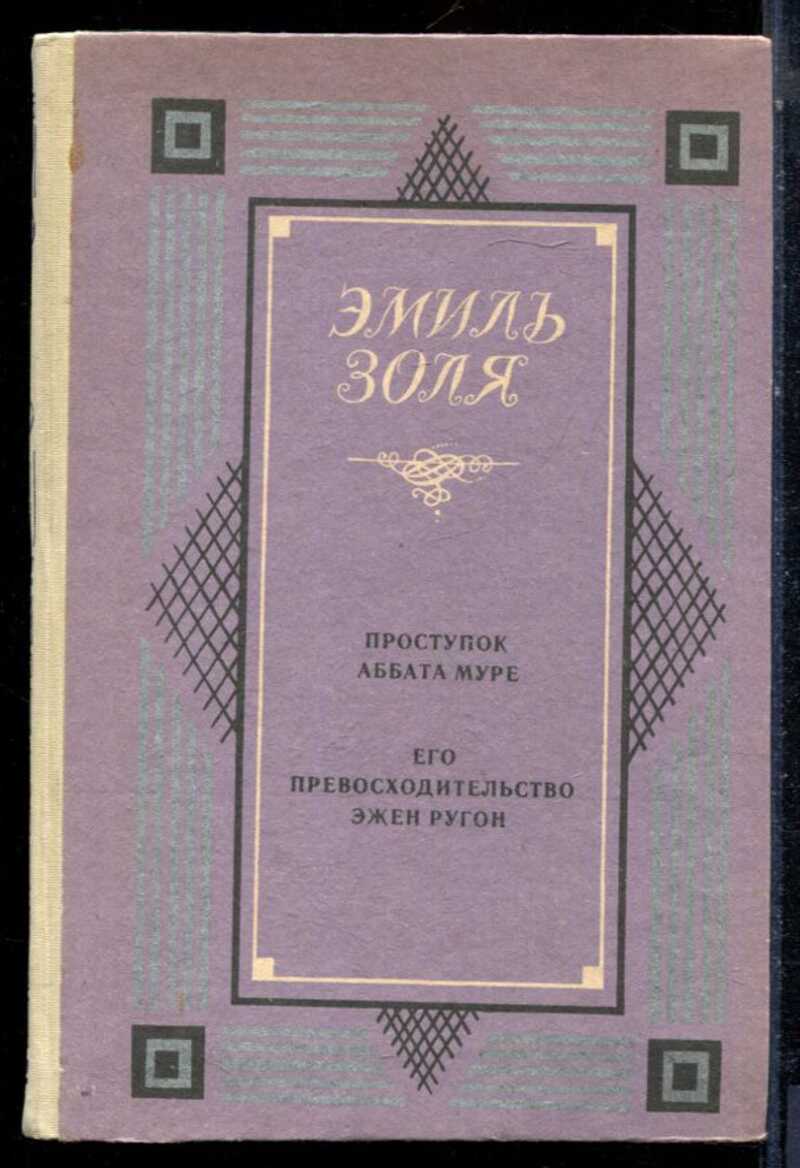 ЭМИЛЬ
ЗОЛЯ
ПРОСТУПОК
АББАТА МУРЕ
ЕГО
ПРЕВОСХОДИТЕЛЬСТВО
ЭЖЕН РУГОН